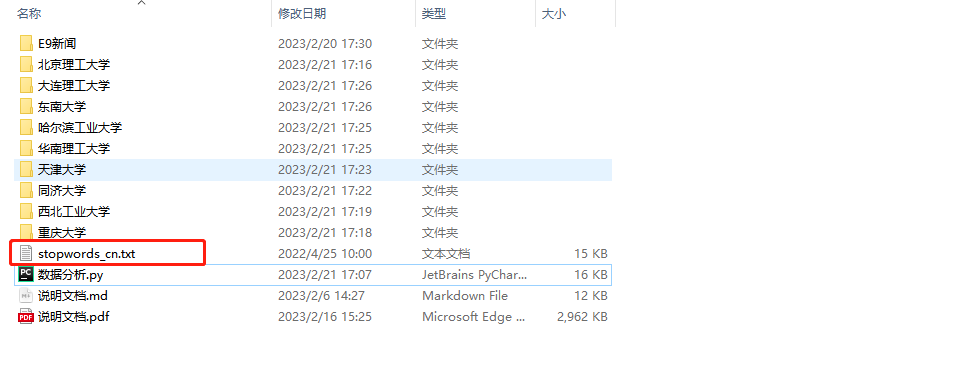 名称 修改日期 类型 大小
E9新闻 2023/2/20 17:30 文件夹
北京理工大学 2023/2/21 17:16 文件夹
大连理工大学 2023/2/21 17:26 文件夹
东南大学 2023/2/21 17:26 文件夹
哈尔滨工业大学 2023/2/21 17:25 文件夹
华南理工大学 2023/2/21 17:25 文件夹
天津大学 2023/2/21 17:23 文件夹
同济大学 2023/2/21 17:22 文件夹
西北工业大学 2023/2/21 17:19 文件夹
重庆大学 2023/2/21 17:18 文件夹
stopwords_cn.txt 2022/4/25 10:00 文本文档 15 KB
数据分析.py 2023/2/21 17:07 JetBrains PyChar... 16 KB
说明文档.md 2023/2/6 14:27 Markdown File 12 KB
说明文档.pdf 2023/2/16 15:25 Microsoft Edge ... 2,962 KB